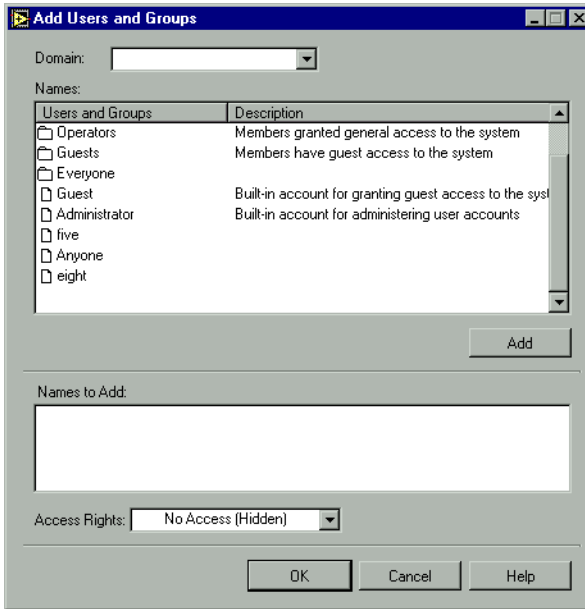 Add Users and Groups
Domain:
Names:
Users and Groups Description
Operators Members granted general access to the system
Guests Members have guest access to the system
Everyone
Guest Built-in account for granting guest access to the syst
Administrator Built-in account for administering user accounts
five
Anyone
eight
Add
Names to Add:
Access Rights: No Access (Hidden)
OK Cancel Help